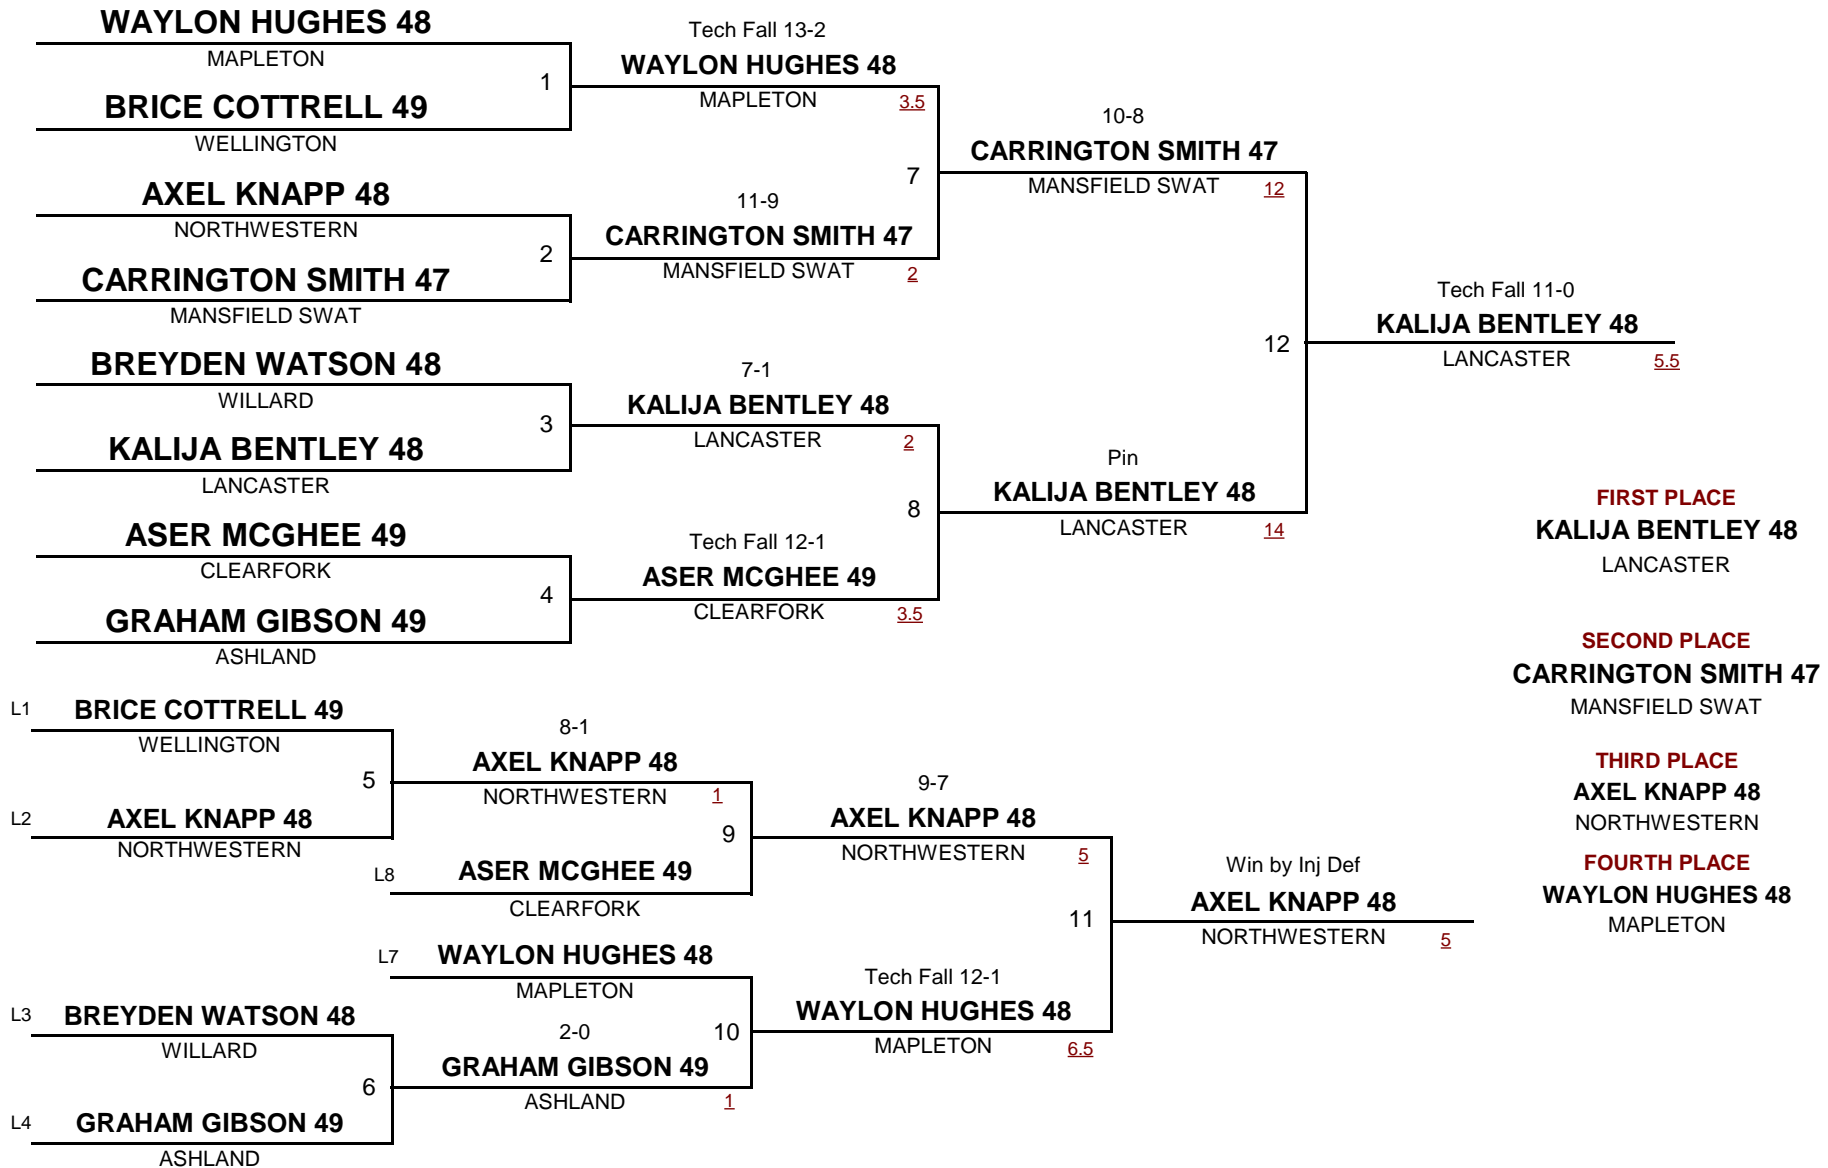 WAYLON HUGHES 48
MAPLETON
1
BRICE COTTRELL 49
WELLINGTON
AXEL KNAPP 48
NORTHWESTERN
2
CARRINGTON SMITH 47
MANSFIELD SWAT
BREYDEN WATSON 48
WILLARD
3
KALIJA BENTLEY 48
LANCASTER
ASER MCGHEE 49
CLEARFORK
4
GRAHAM GIBSON 49
ASHLAND
Tech Fall 13-2
WAYLON HUGHES 48
MAPLETON 3.5
7
11-9
CARRINGTON SMITH 47
MANSFIELD SWAT 2
7-1
KALIJA BENTLEY 48
LANCASTER 2
8
Tech Fall 12-1
ASER MCGHEE 49
CLEARFORK 3.5
10-8
CARRINGTON SMITH 47
MANSFIELD SWAT 12
12
Pin
KALIJA BENTLEY 48
LANCASTER 14
Tech Fall 11-0
KALIJA BENTLEY 48
LANCASTER 5.5
L1 BRICE COTTRELL 49
WELLINGTON
5
L2 AXEL KNAPP 48
NORTHWESTERN
L3 BREYDEN WATSON 48
WILLARD
6
L4 GRAHAM GIBSON 49
ASHLAND
8-1
AXEL KNAPP 48
NORTHWESTERN 1
9
L8 ASER MCGHEE 49
CLEARFORK
L7 WAYLON HUGHES 48
MAPLETON
10
2-0
GRAHAM GIBSON 49
ASHLAND 1
9-7
AXEL KNAPP 48
NORTHWESTERN 5
11
Tech Fall 12-1
WAYLON HUGHES 48
MAPLETON 6.5
Win by Inj Def
AXEL KNAPP 48
NORTHWESTERN 5
FIRST PLACE
KALIJA BENTLEY 48
LANCASTER
SECOND PLACE
CARRINGTON SMITH 47
MANSFIELD SWAT
THIRD PLACE
AXEL KNAPP 48
NORTHWESTERN
FOURTH PLACE
WAYLON HUGHES 48
MAPLETON